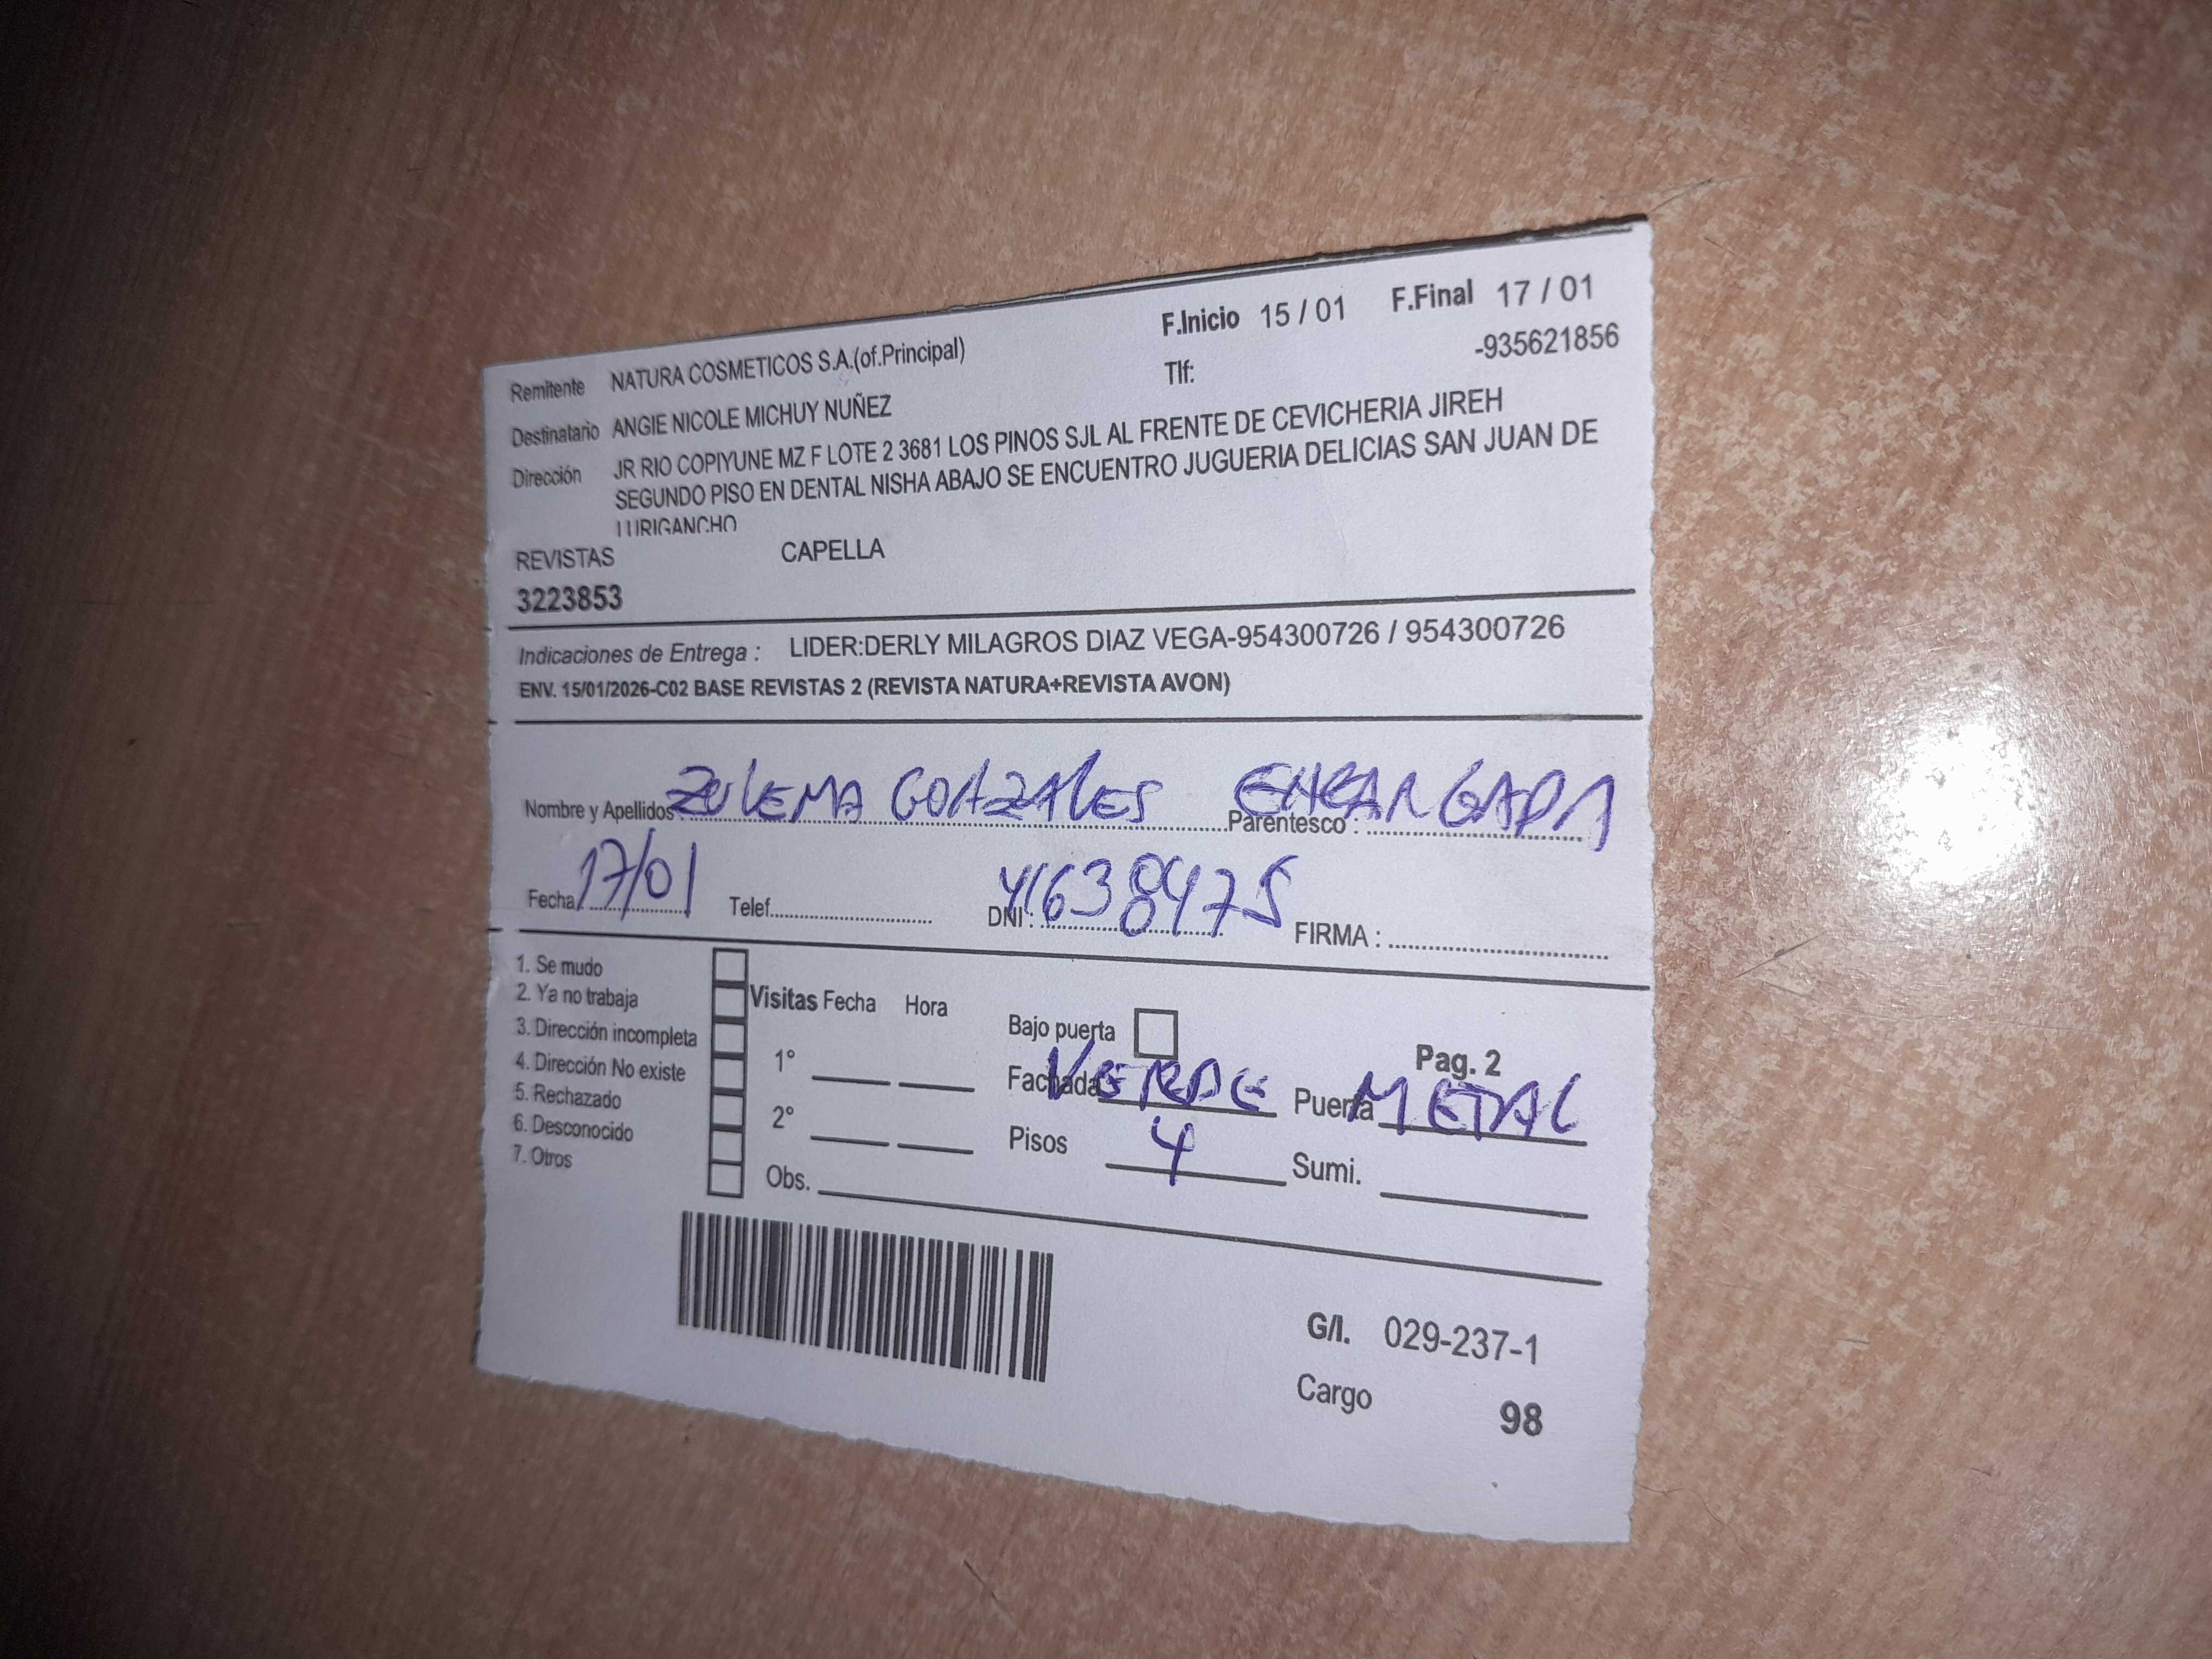 F.Inicio 15 / 01 F.Final 17 / 01
Remitente NATURA COSMETICOS S.A.(of.Principal) Tlf: -935621856
Destinatario ANGIE NICOLE MICHUY NUÑEZ
Dirección JR RIO COPIYUNE MZ F LOTE 2 3681 LOS PINOS SJL AL FRENTE DE CEVICHERIA JIREH
SEGUNDO PISO EN DENTAL NISHA ABAJO SE ENCUENTRO JUGUERIA DELICIAS SAN JUAN DE
LURIGANCHO
REVISTAS CAPELLA
3223853
Indicaciones de Entrega : LIDER:DERLY MILAGROS DIAZ VEGA-954300726 / 954300726
ENV. 15/01/2026-C02 BASE REVISTAS 2 (REVISTA NATURA+REVISTA AVON)
Nombre y Apellidos : ZULEMA GONZALES Parentesco : ENCARGADA
Fecha 17/01 Telef. DNI : 41638475 FIRMA :
1. Se mudo
2. Ya no trabaja Visitas Fecha Hora Bajo puerta
3. Dirección incompleta Pag. 2
4. Dirección No existe 1° Fachada VERDE Puerta METAL
5. Rechazado
6. Desconocido 2° Pisos 4 Sumi.
7. Otros Obs.
G/I. 029-237-1
Cargo 98